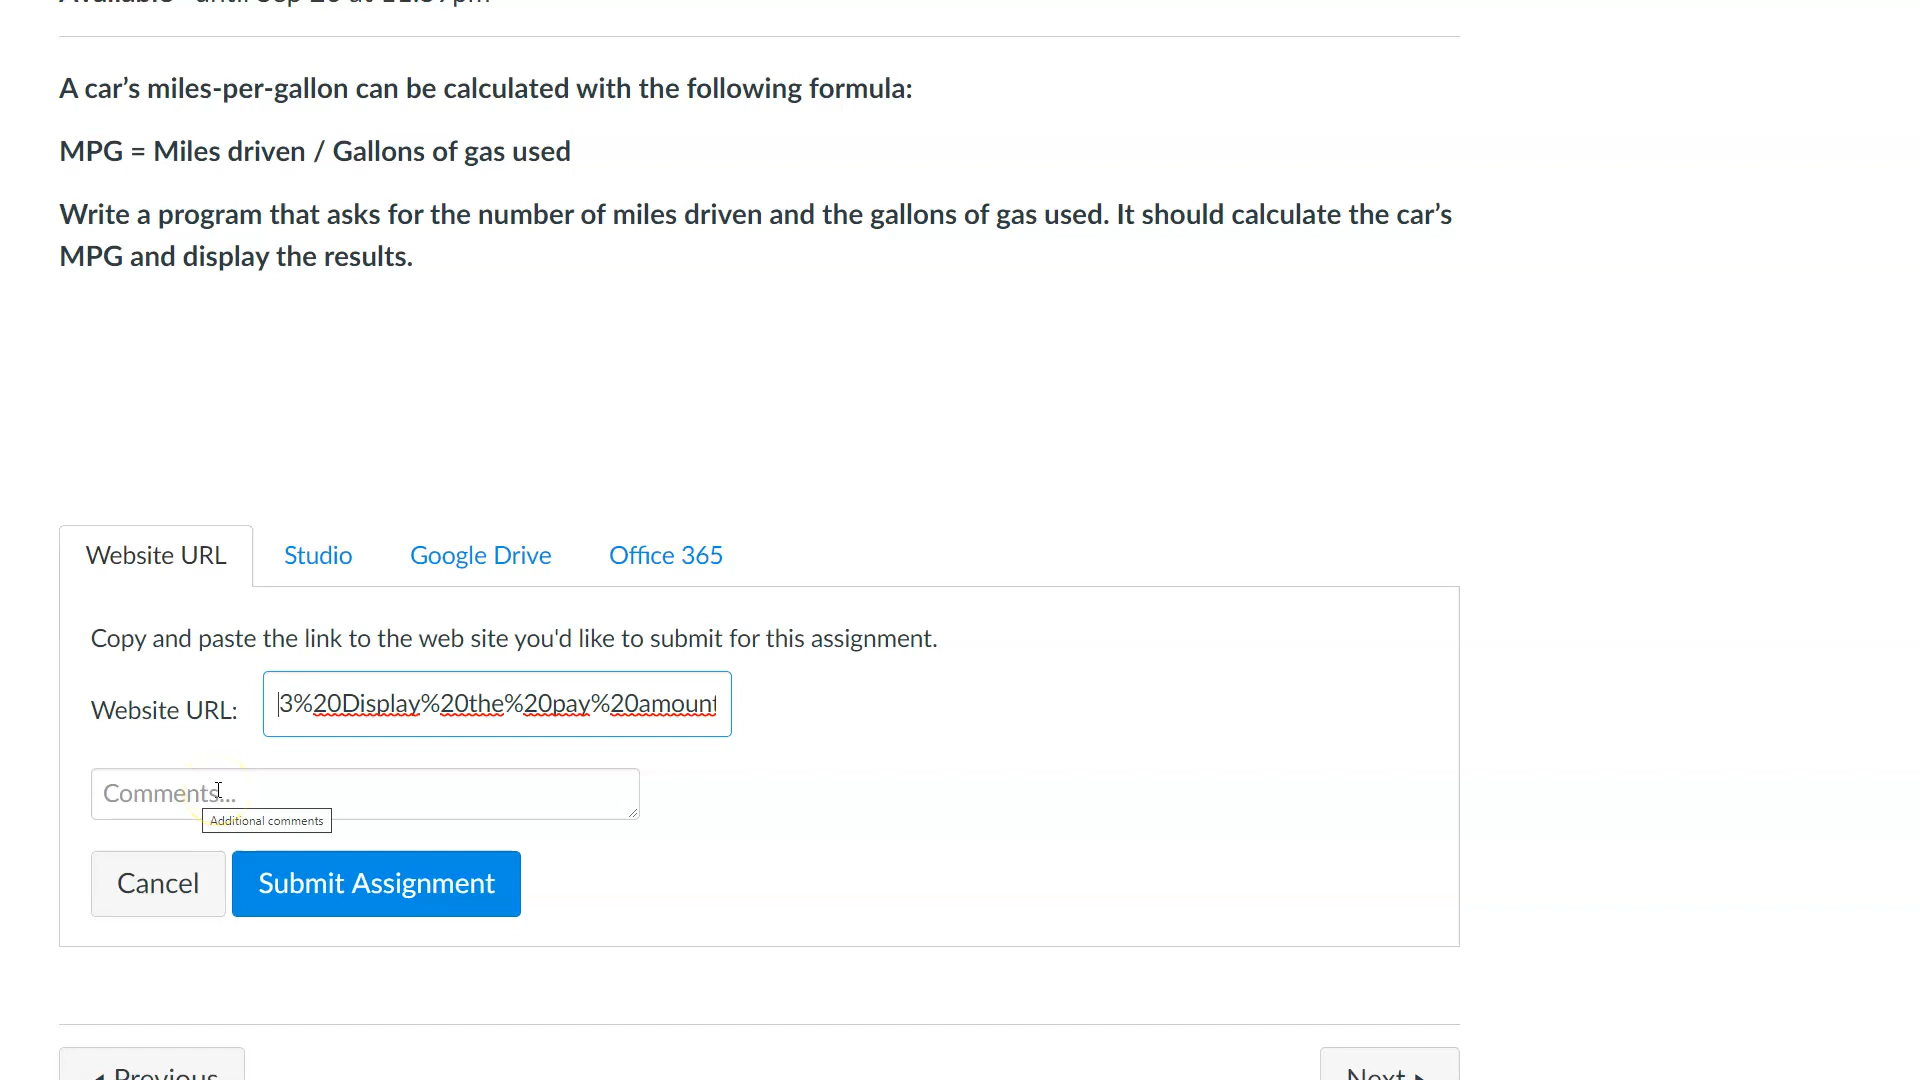 A car’s miles-per-gallon can be calculated with the following formula:
MPG = Miles driven / Gallons of gas used
Write a program that asks for the number of miles driven and the gallons of gas used. It should calculate the car’s
MPG and display the results.
Website URL Studio Google Drive Office 365
Copy and paste the link to the web site you'd like to submit for this assignment.
Website URL: 3%20Display%20the%20pay%20amount
Comments...
Additional comments
Cancel Submit Assignment
Previous Next